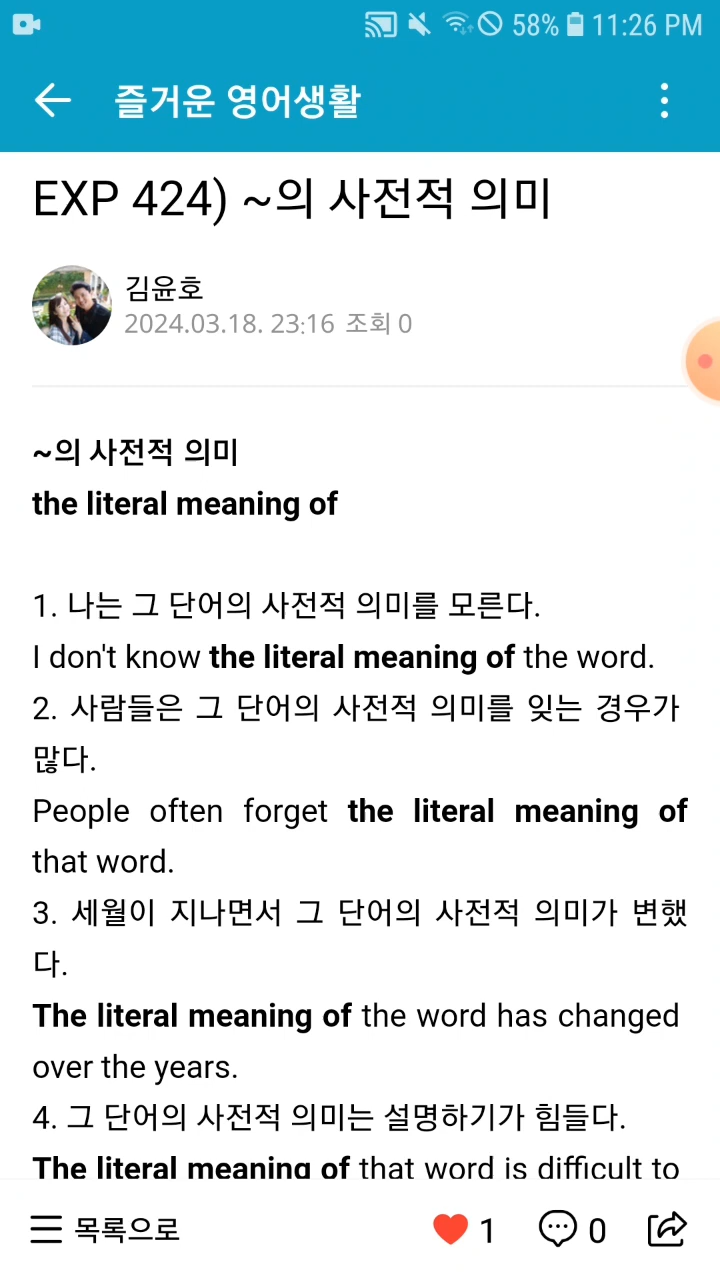 58% 11:26 PM
즐거운 영어생활
EXP 424) ~의 사전적 의미
김윤호
2024.03.18. 23:16 조회 0
~의 사전적 의미
the literal meaning of
1. 나는 그 단어의 사전적 의미를 모른다.
I don't know the literal meaning of the word.
2. 사람들은 그 단어의 사전적 의미를 잊는 경우가
많다.
People often forget the literal meaning of
that word.
3. 세월이 지나면서 그 단어의 사전적 의미가 변했
다.
The literal meaning of the word has changed
over the years.
4. 그 단어의 사전적 의미는 설명하기가 힘들다.
The literal meaning of that word is difficult to
목록으로 1 0